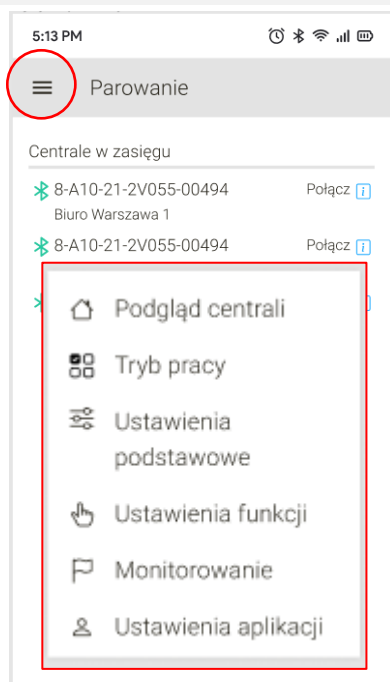 5:13 PM
Parowanie
Centrale w zasięgu
8-A10-21-2V055-00494 Połącz i
Biuro Warszawa 1
8-A10-21-2V055-00494 Połącz i
Podgląd centrali
Tryb pracy
Ustawienia
podstawowe
Ustawienia funkcji
Monitorowanie
Ustawienia aplikacji